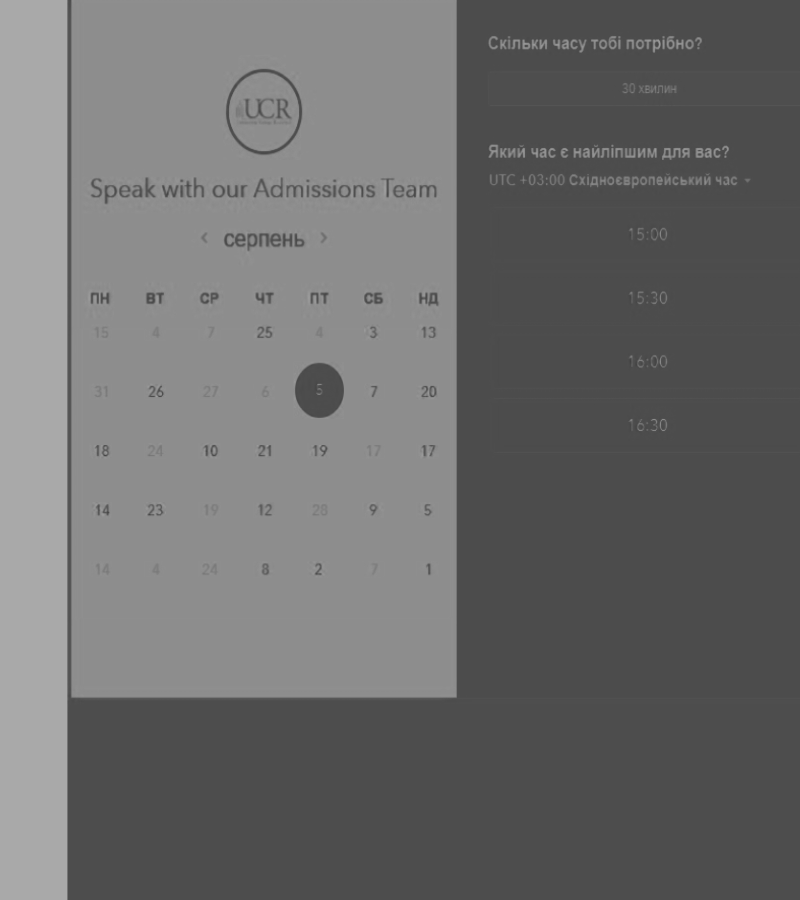 UCR
Speak with our Admissions Team
‹ серпень ›
ПН ВТ СР ЧТ ПТ СБ НД
15 4 7 25 4 3 13
31 26 27 6 5 7 20
18 24 10 21 19 17 17
14 23 19 12 28 9 5
14 4 24 8 2 7 1
Скільки часу тобі потрібно?
30 хвилин
Який час є найліпшим для вас?
UTC +03:00 Східноєвропейський час
15:00
15:30
16:00
16:30